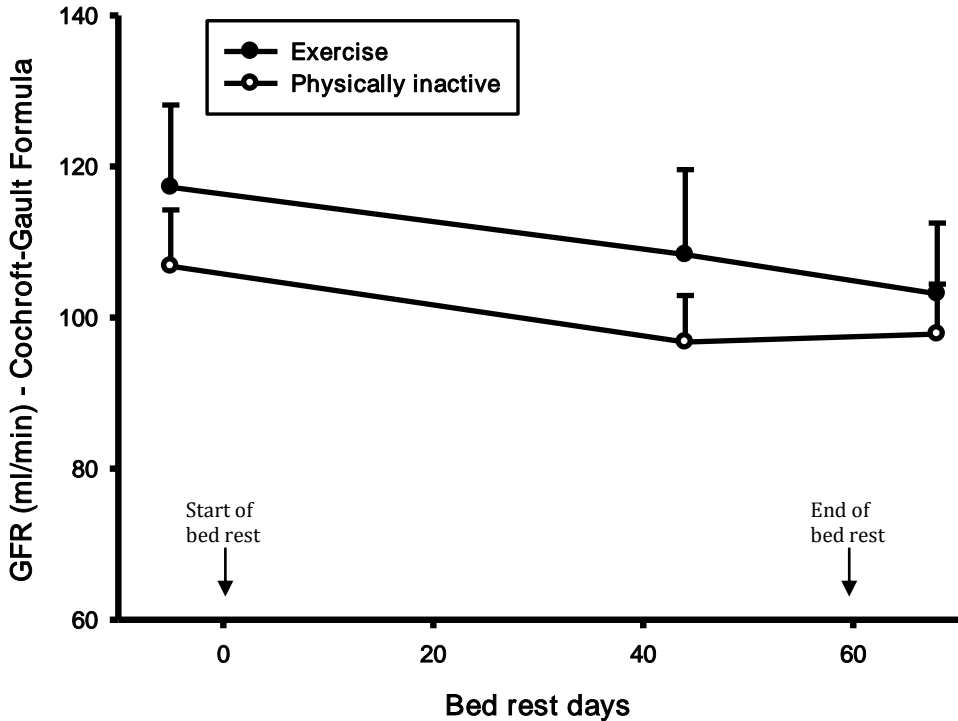 140
120
100
80
60
GFR (ml/min) - Cochroft-Gault Formula
Exercise
Physically inactive
Start of
bed rest
End of
bed rest
0
20
40
60
Bed rest days